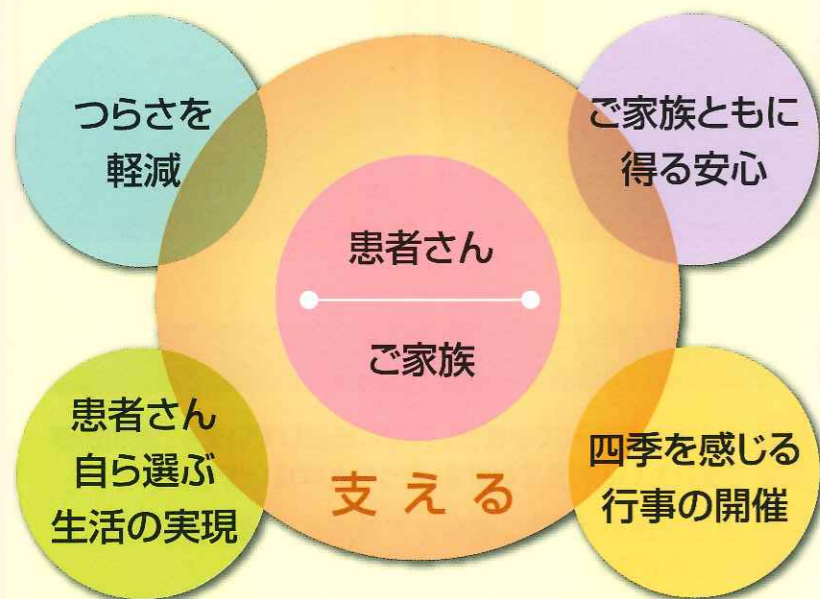 つらさを
軽減
ご家族ともに
得る安心
患者さん
ご家族
患者さん
自ら選ぶ
生活の実現
支える
四季を感じる
行事の開催